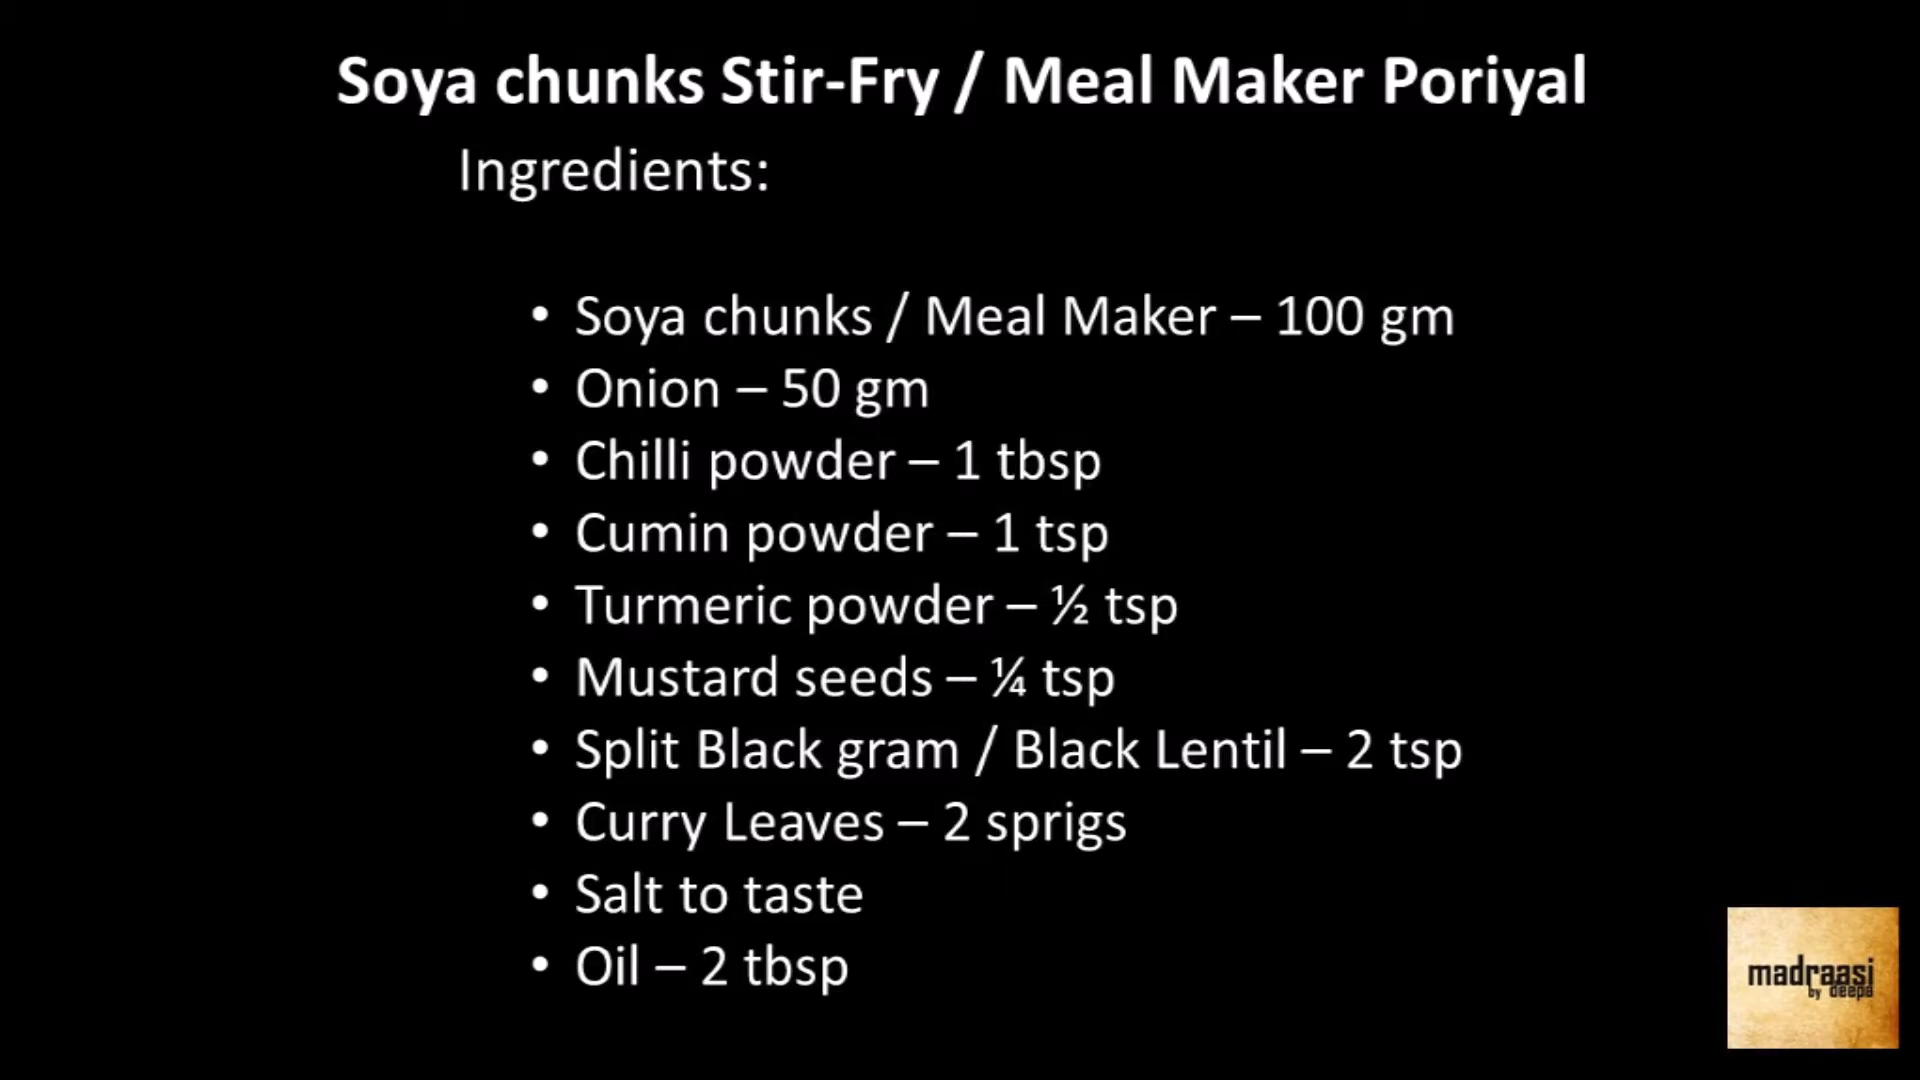 Soya chunks Stir-Fry / Meal Maker Poriyal
Ingredients:
• Soya chunks / Meal Maker – 100 gm
• Onion – 50 gm
• Chilli powder – 1 tbsp
• Cumin powder – 1 tsp
• Turmeric powder – ½ tsp
• Mustard seeds – ¼ tsp
• Split Black gram / Black Lentil – 2 tsp
• Curry Leaves – 2 sprigs
• Salt to taste
• Oil – 2 tbsp
madraasi
by deepa